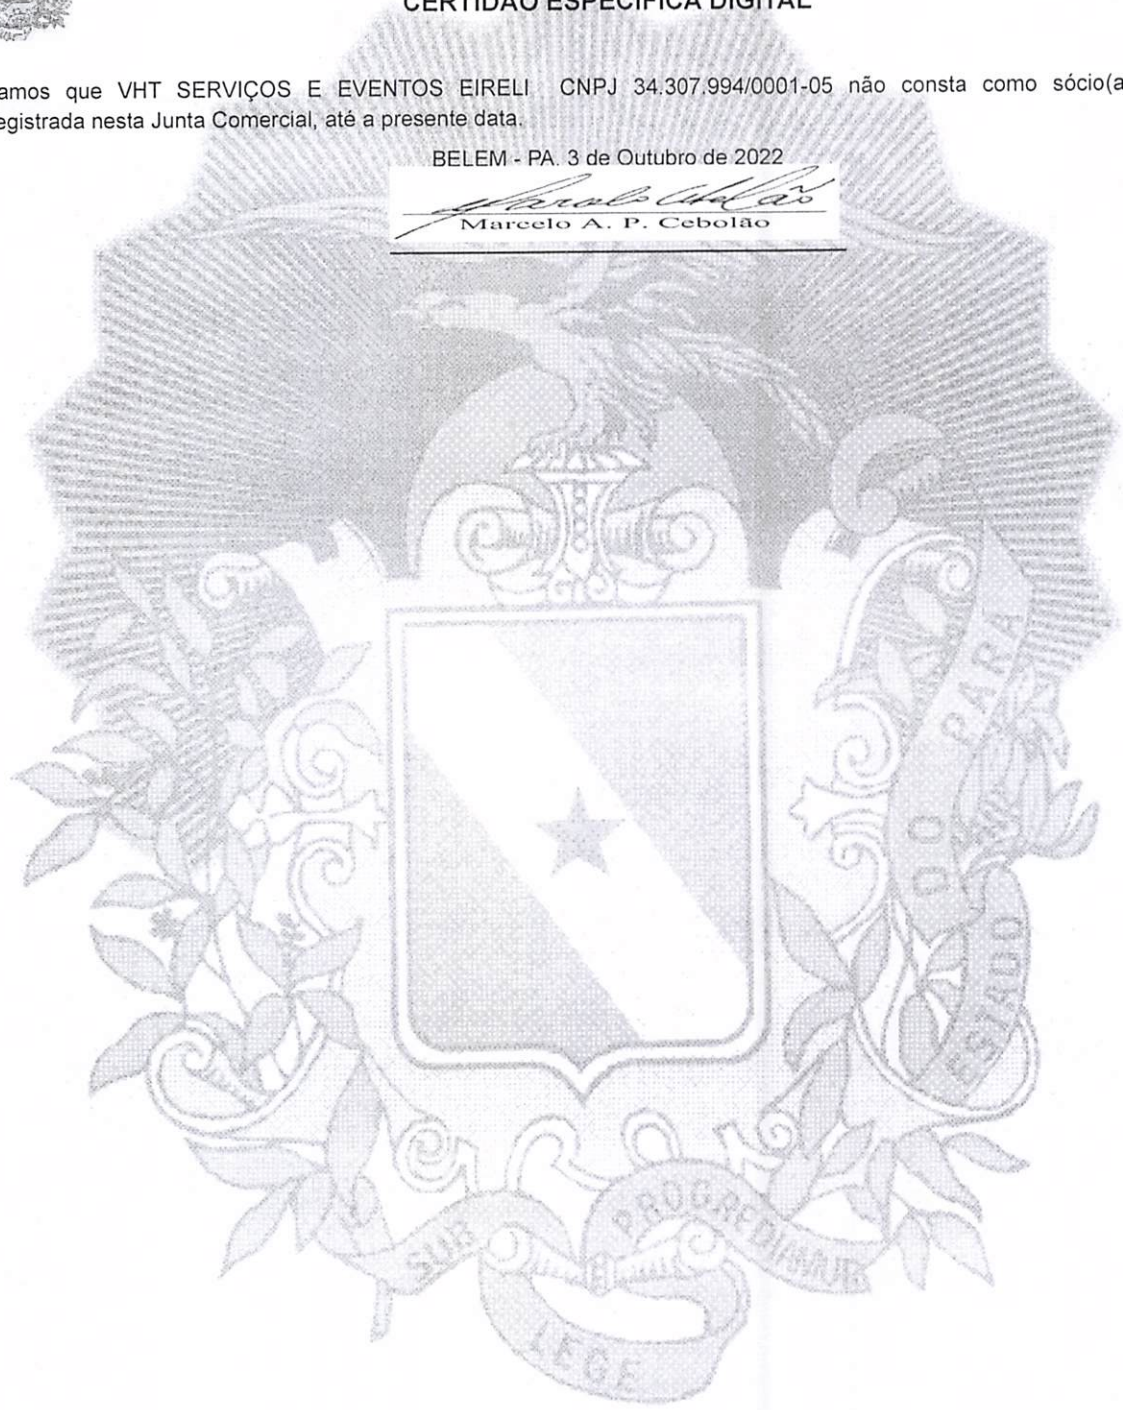 CERTIDÃO ESPECÍFICA DIGITAL
amos que VHT SERVIÇOS E EVENTOS EIRELI CNPJ 34.307.994/0001-05 não consta como sócio(a
egistrada nesta Junta Comercial, até a presente data.
BELEM - PA. 3 de Outubro de 2022
Marcelo A. P. Cebolão
ESTADO DO PARÁ
SUB LEGE PROGREDIAMUR